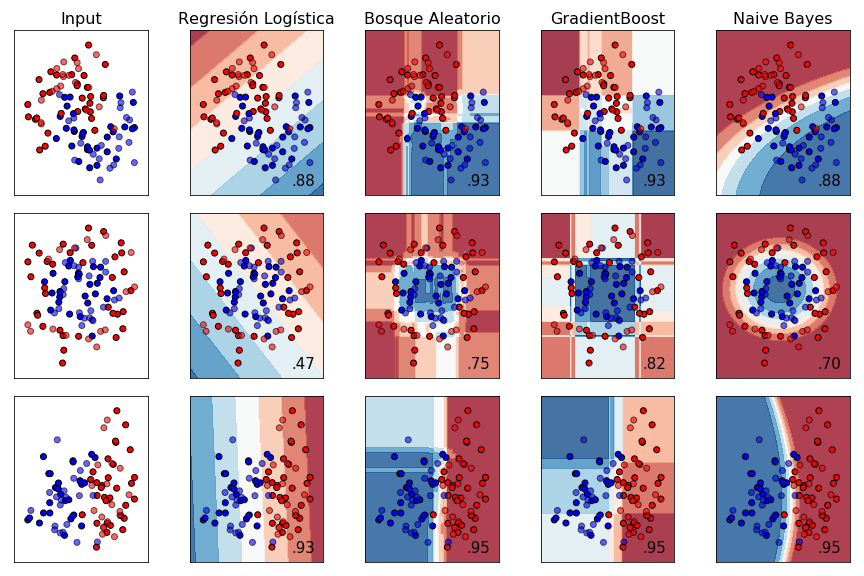 Input Regresión Logística Bosque Aleatorio GradientBoost Naive Bayes
.88 .93 .93 .88
.47 .75 .82 .70
.93 .95 .95 .95